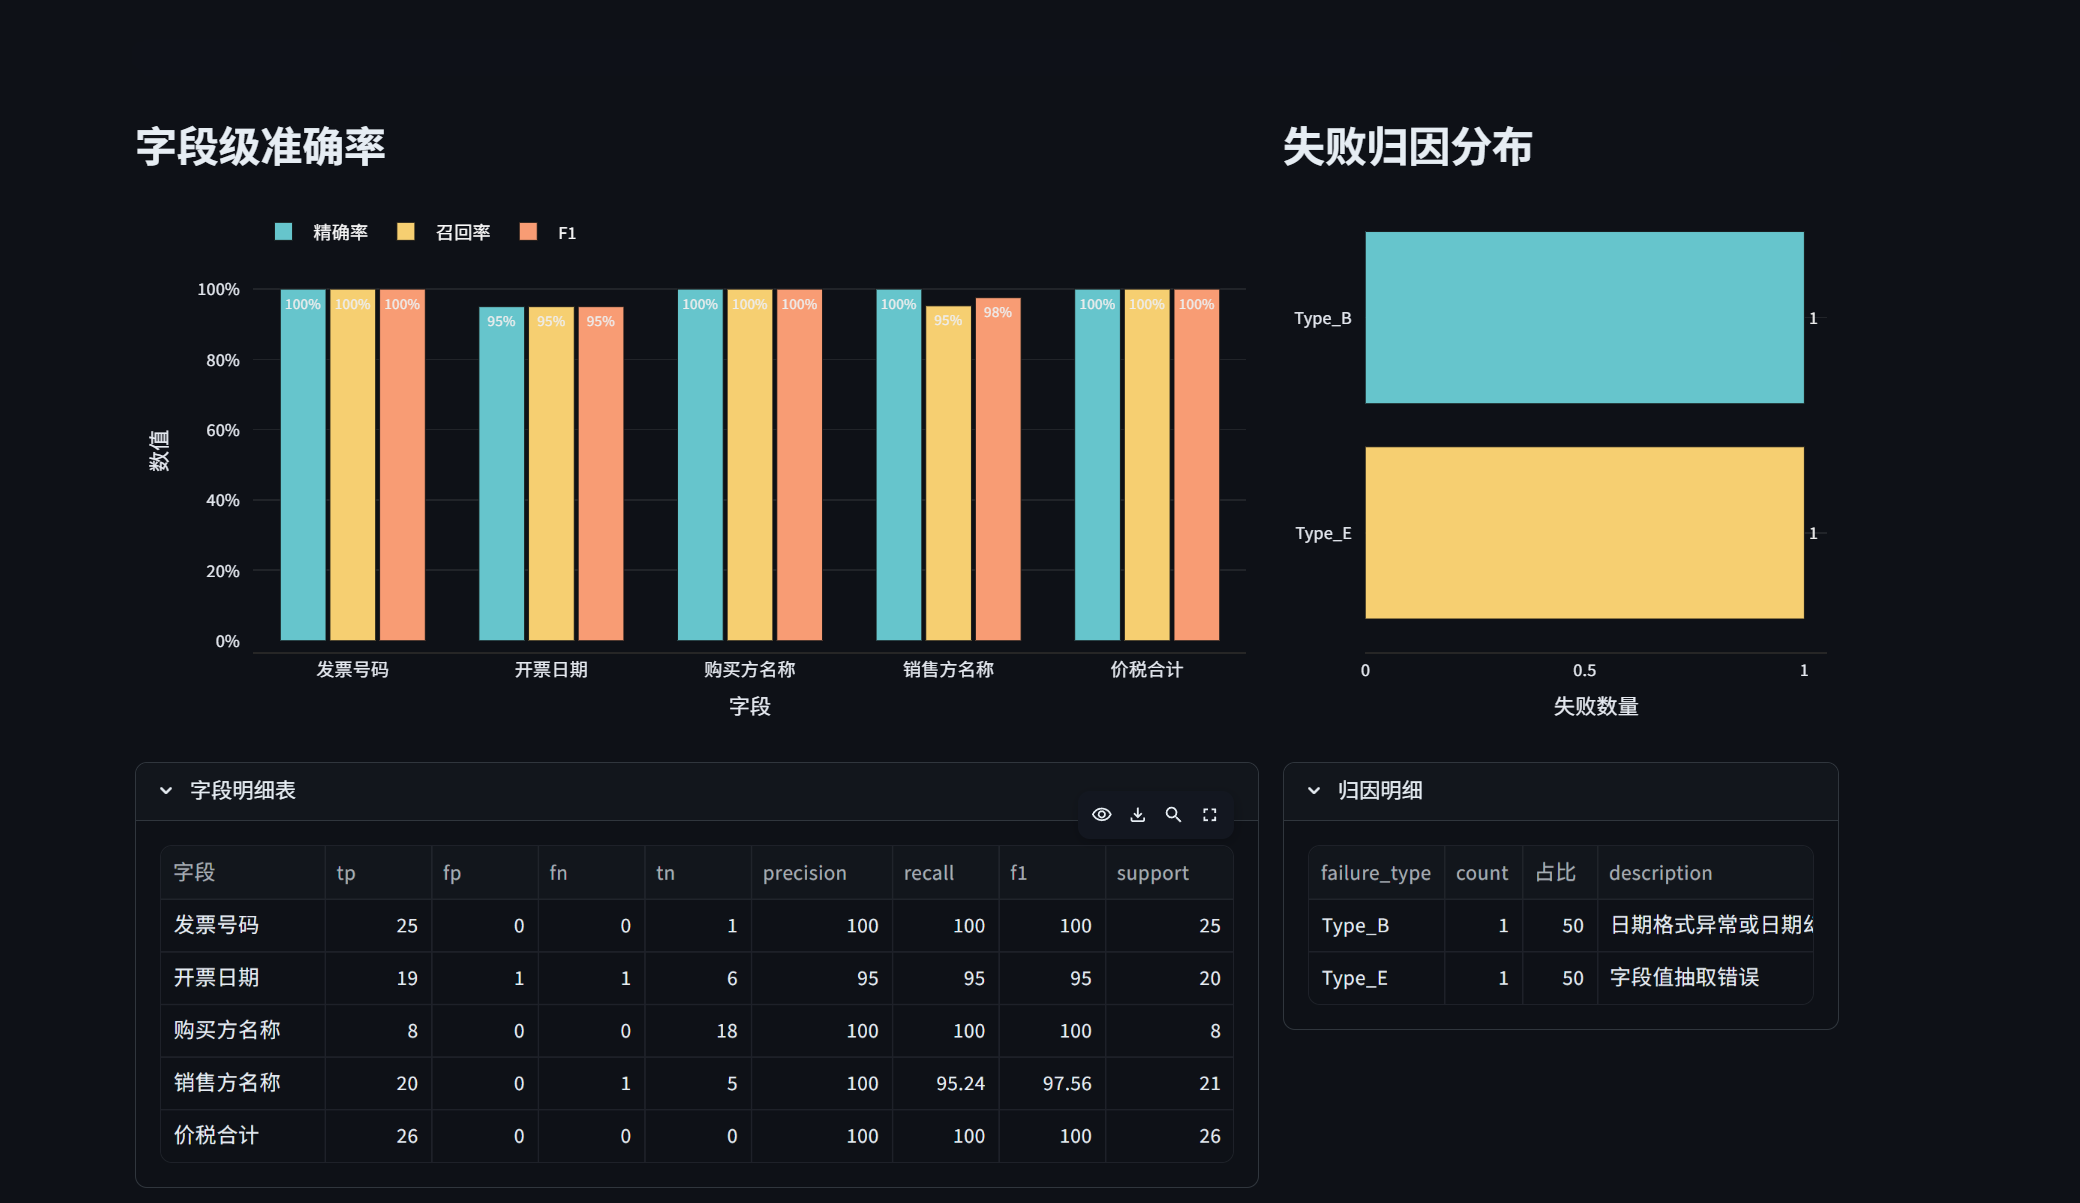 字段级准确率
精确率 召回率 F1
100%
80%
60%
40%
20%
0%
数值
100% 100% 100% 95% 95% 95% 100% 100% 100% 100% 95% 98% 100% 100% 100%
发票号码 开票日期 购买方名称 销售方名称 价税合计
字段
失败归因分布
Type_B 1
Type_E 1
0 0.5 1
失败数量
字段明细表
字段 tp fp fn tn precision recall f1 support
发票号码 25 0 0 1 100 100 100 25
开票日期 19 1 1 6 95 95 95 20
购买方名称 8 0 0 18 100 100 100 8
销售方名称 20 0 1 5 100 95.24 97.56 21
价税合计 26 0 0 0 100 100 100 26
归因明细
failure_type count 占比 description
Type_B 1 50 日期格式异常或日期
Type_E 1 50 字段值抽取错误